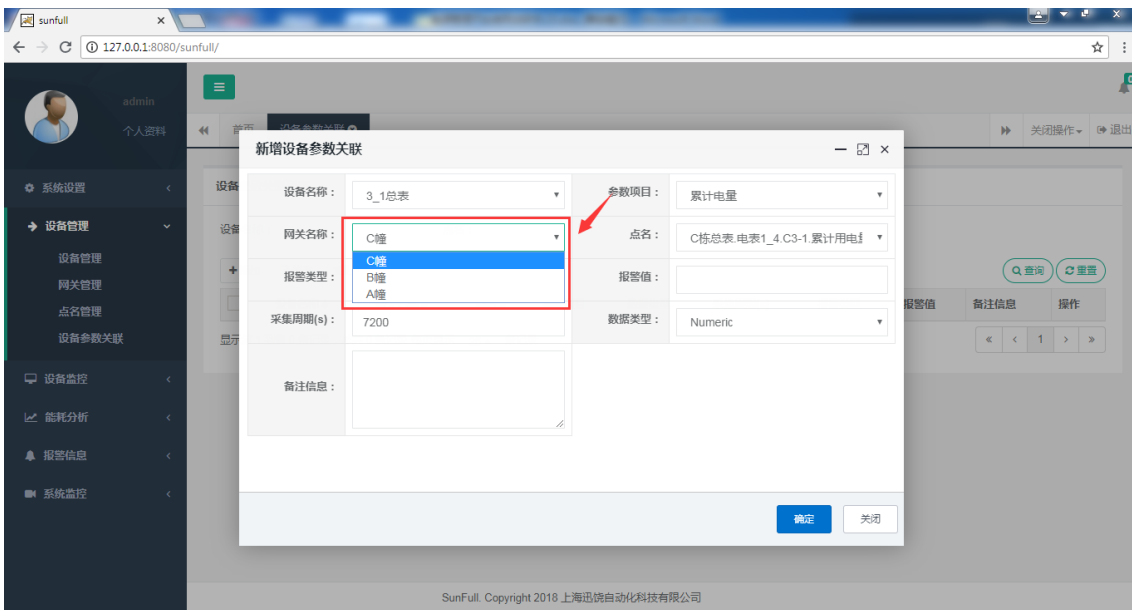 sunfull
127.0.0.1:8080/sunfull/
admin
个人资料
首页
设备参数关联
关闭操作
退出
系统设置
设备管理
设备管理
网关管理
点名管理
设备参数关联
设备监控
能耗分析
报警信息
系统监控
新增设备参数关联
设备名称：
3_1总表
参数项目：
累计电量
网关名称：
C幢
点名：
C栋总表.电表1_4.C3-1.累计用电量
C幢
B幢
A幢
报警类型：
报警值：
采集周期(s)：
7200
数据类型：
Numeric
备注信息：
确定
关闭
设备
设备
显示
查询
重置
报警值
备注信息
操作
« ‹ 1 › »
SunFull. Copyright 2018 上海迅饶自动化科技有限公司